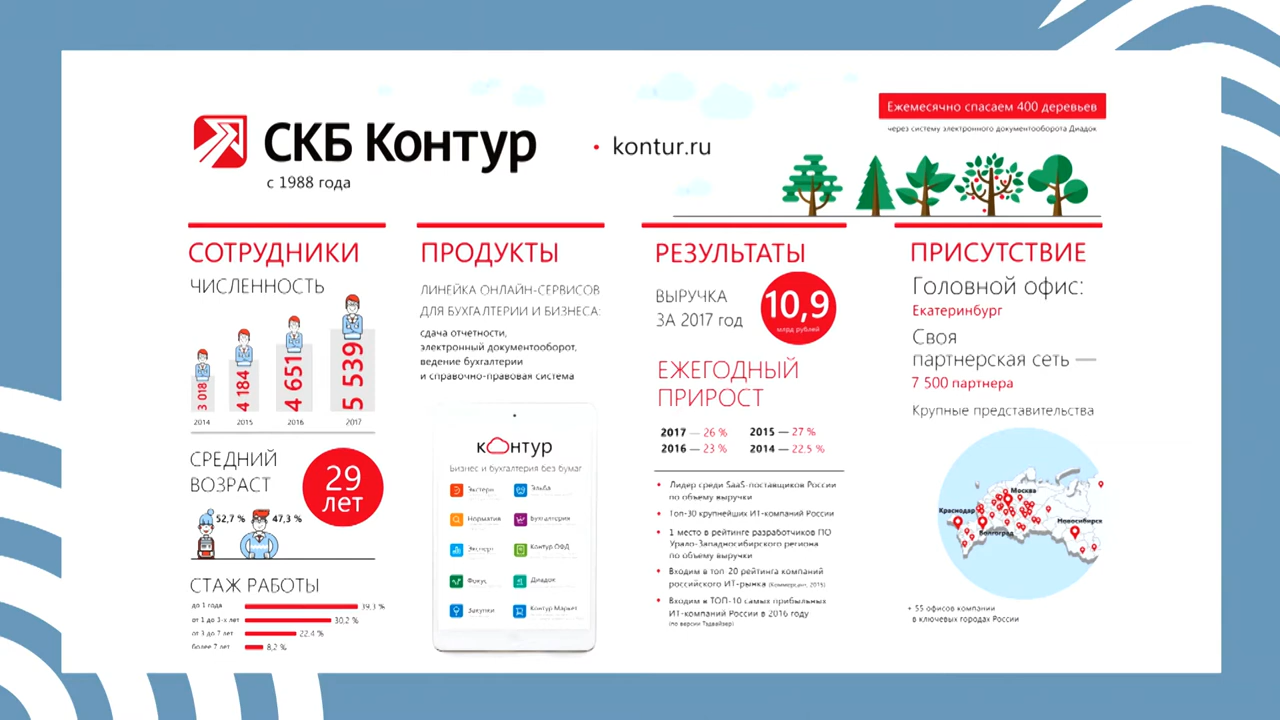 СКБ Контур
с 1988 года
• kontur.ru
Ежемесячно спасаем 400 деревьев
через систему электронного документооборота Диадок
СОТРУДНИКИ
ЧИСЛЕННОСТЬ
3 018
4 184
4 651
5 539
2014
2015
2016
2017
СРЕДНИЙ
ВОЗРАСТ
29
лет
52,7 %
47,3 %
СТАЖ РАБОТЫ
до 1 года
39,3 %
от 1 до 3-х лет
30,2 %
от 3 до 7 лет
22,4 %
более 7 лет
8,2 %
ПРОДУКТЫ
ЛИНЕЙКА ОНЛАЙН-СЕРВИСОВ
ДЛЯ БУХГАЛТЕРИИ И БИЗНЕСА:
сдача отчетности,
электронный документооборот,
ведение бухгалтерии
и справочно-правовая система
контур
Бизнес и бухгалтерия без бумаг
Экстерн
Эльба
Норматив
Бухгалтерия
Эксперт
Контур ОФД
Фокус
Диадок
Закупки
Контур Маркет
РЕЗУЛЬТАТЫ
ВЫРУЧКА
ЗА 2017 год
10,9
млрд рублей
ЕЖЕГОДНЫЙ
ПРИРОСТ
2017 — 26 %
2015 — 27 %
2016 — 23 %
2014 — 22.5 %
• Лидер среди SaaS-поставщиков России
по объему выручки
• Топ-30 крупнейших ИТ-компаний России
• 1 место в рейтинге разработчиков ПО
Урало-Западносибирского региона
по объему выручки
• Входим в топ 20 рейтинга компаний
российского ИТ-рынка (Коммерсант, 2015)
• Входим в ТОП-10 самых прибыльных
ИТ-компаний России в 2016 году
(по версии Тэдвайзер)
ПРИСУТСТВИЕ
Головной офис:
Екатеринбург
Своя
партнерская сеть —
7 500 партнера
Крупные представительства
Москва
Краснодар
Волгоград
Новосибирск
• 55 офисов компании
в ключевых городах России